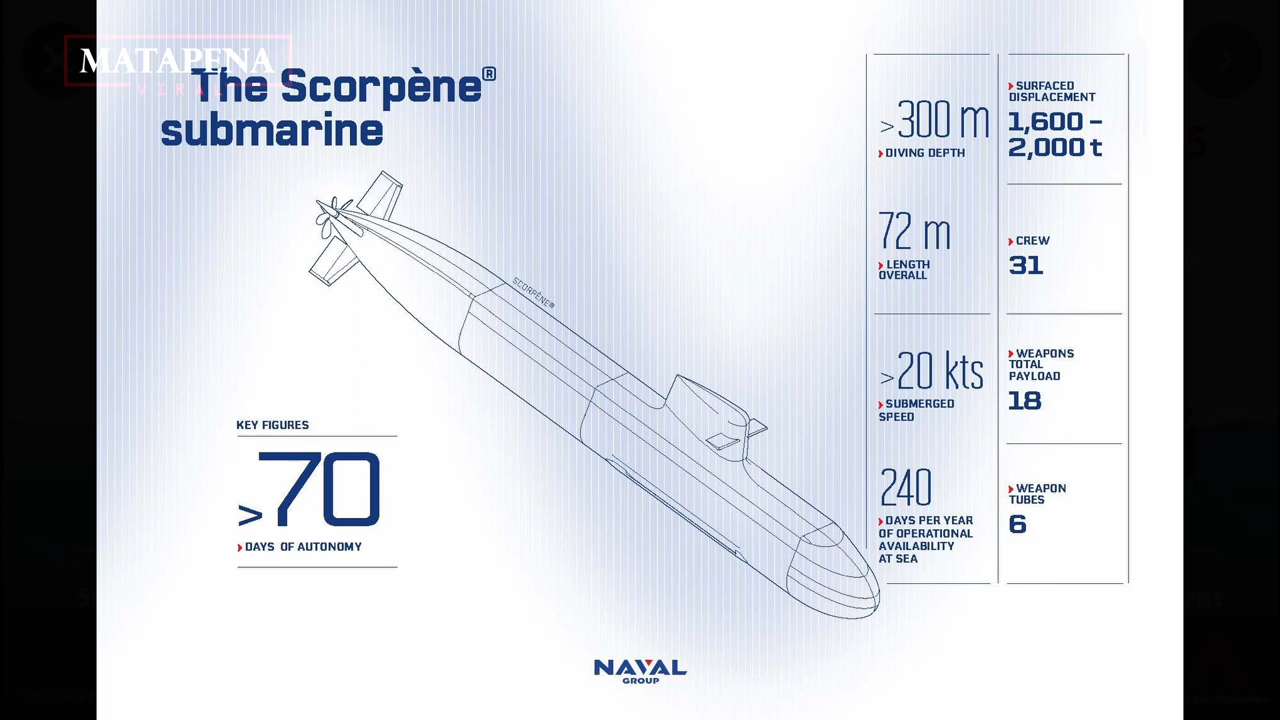 MATAPENA
VIRAL
The Scorpène®
submarine
SCORPÈNE®
KEY FIGURES
>70
DAYS OF AUTONOMY
>300 m
DIVING DEPTH
72 m
LENGTH
OVERALL
>20 kts
SUBMERGED
SPEED
240
DAYS PER YEAR
OF OPERATIONAL
AVAILABILITY
AT SEA
SURFACED
DISPLACEMENT
1,600 –
2,000 t
CREW
31
WEAPONS
TOTAL
PAYLOAD
18
WEAPON
TUBES
6
NAVAL
GROUP